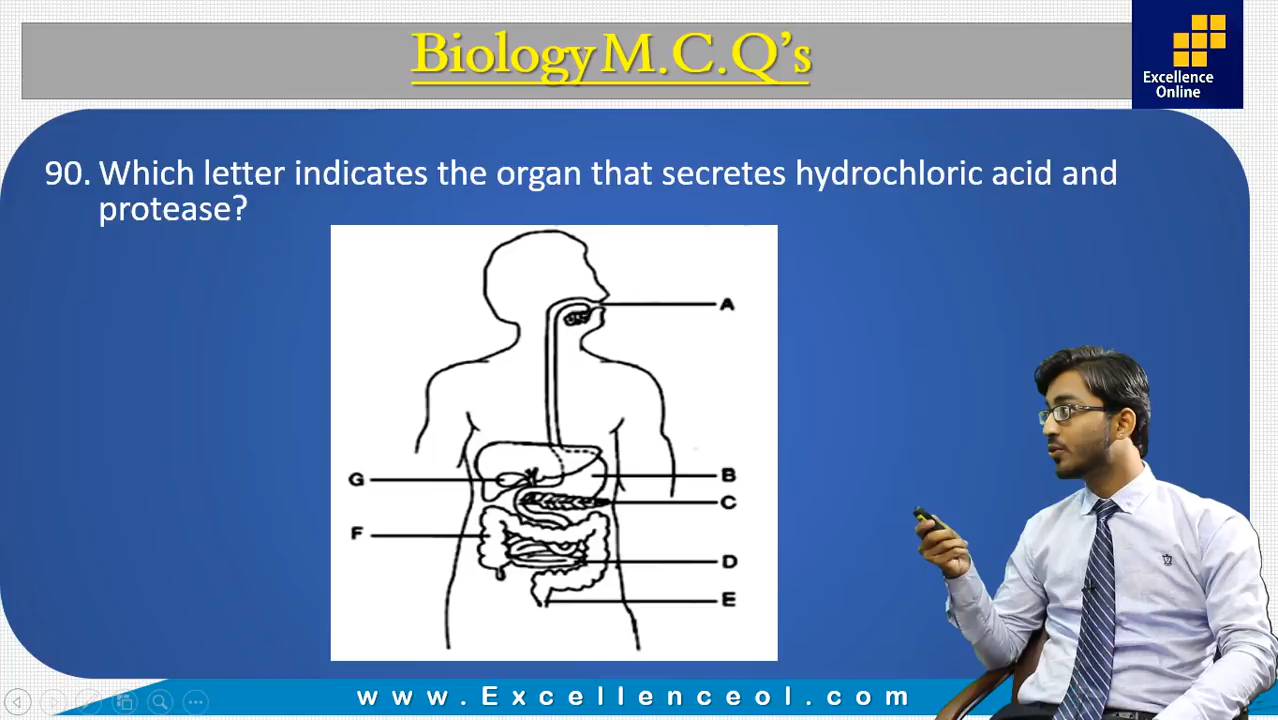 Biology M.C.Q's
Excellence
Online
90. Which letter indicates the organ that secretes hydrochloric acid and
protease?
A
G
B
C
F
D
E
www.Excellenceol.com